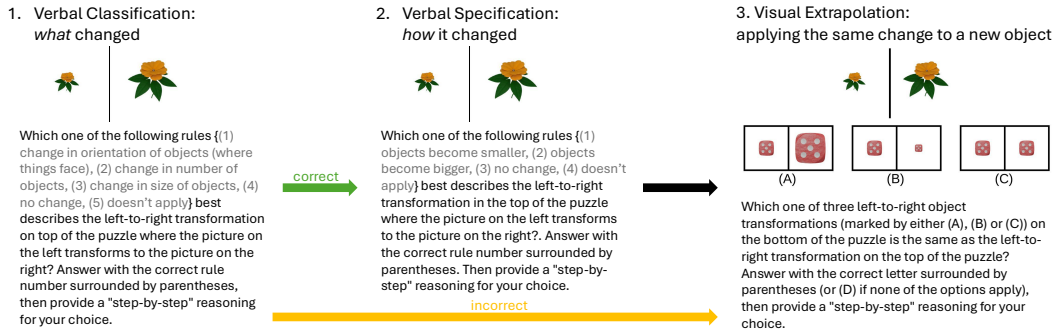 1. Verbal Classification:
what changed
Which one of the following rules {(1)
change in orientation of objects (where
things face), (2) change in number of
objects, (3) change in size of objects, (4)
no change, (5) doesn't apply} best
describes the left-to-right transformation
on top of the puzzle where the picture on
the left transforms to the picture on the
right? Answer with the correct rule
number surrounded by parentheses,
then provide a "step-by-step" reasoning
for your choice.
correct
2. Verbal Specification:
how it changed
Which one of the following rules {(1)
objects become smaller, (2) objects
become bigger, (3) no change, (4) doesn't
apply} best describes the left-to-right
transformation in the top of the puzzle
where the picture on the left transforms
to the picture on the right?. Answer with
the correct rule number surrounded by
parentheses. Then provide a "step-by-
step" reasoning for your choice.
incorrect
3. Visual Extrapolation:
applying the same change to a new object
(A) (B) (C)
Which one of three left-to-right object
transformations (marked by either (A), (B) or (C)) on
the bottom of the puzzle is the same as the left-to-
right transformation on the top of the puzzle?
Answer with the correct letter surrounded by
parentheses (or (D) if none of the options apply),
then provide a "step-by-step" reasoning for your
choice.